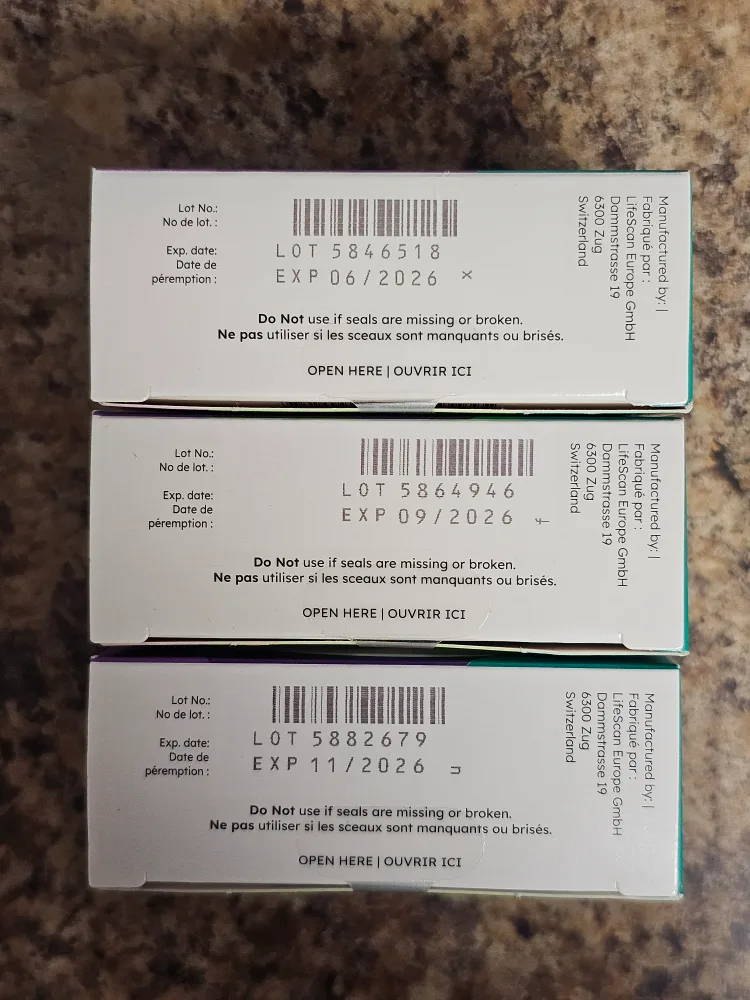 Lot No.:
No de lot. :
LOT 5846518
Exp. date:
Date de
péremption :
EXP 06/2026 x
Do Not use if seals are missing or broken.
Ne pas utiliser si les sceaux sont manquants ou brisés.
OPEN HERE | OUVRIR ICI
Manufactured by: |
Fabriqué par :
LifeScan Europe GmbH
Dammstrasse 19
6300 Zug
Switzerland
Lot No.:
No de lot. :
LOT 5864946
Exp. date:
Date de
péremption :
EXP 09/2026
Do Not use if seals are missing or broken.
Ne pas utiliser si les sceaux sont manquants ou brisés.
OPEN HERE | OUVRIR ICI
Manufactured by: |
Fabriqué par :
LifeScan Europe GmbH
Dammstrasse 19
6300 Zug
Switzerland
Lot No.:
No de lot. :
LOT 5882679
Exp. date:
Date de
péremption :
EXP 11/2026
Do Not use if seals are missing or broken.
Ne pas utiliser si les sceaux sont manquants ou brisés.
OPEN HERE | OUVRIR ICI
Manufactured by: |
Fabriqué par :
LifeScan Europe GmbH
Dammstrasse 19
6300 Zug
Switzerland